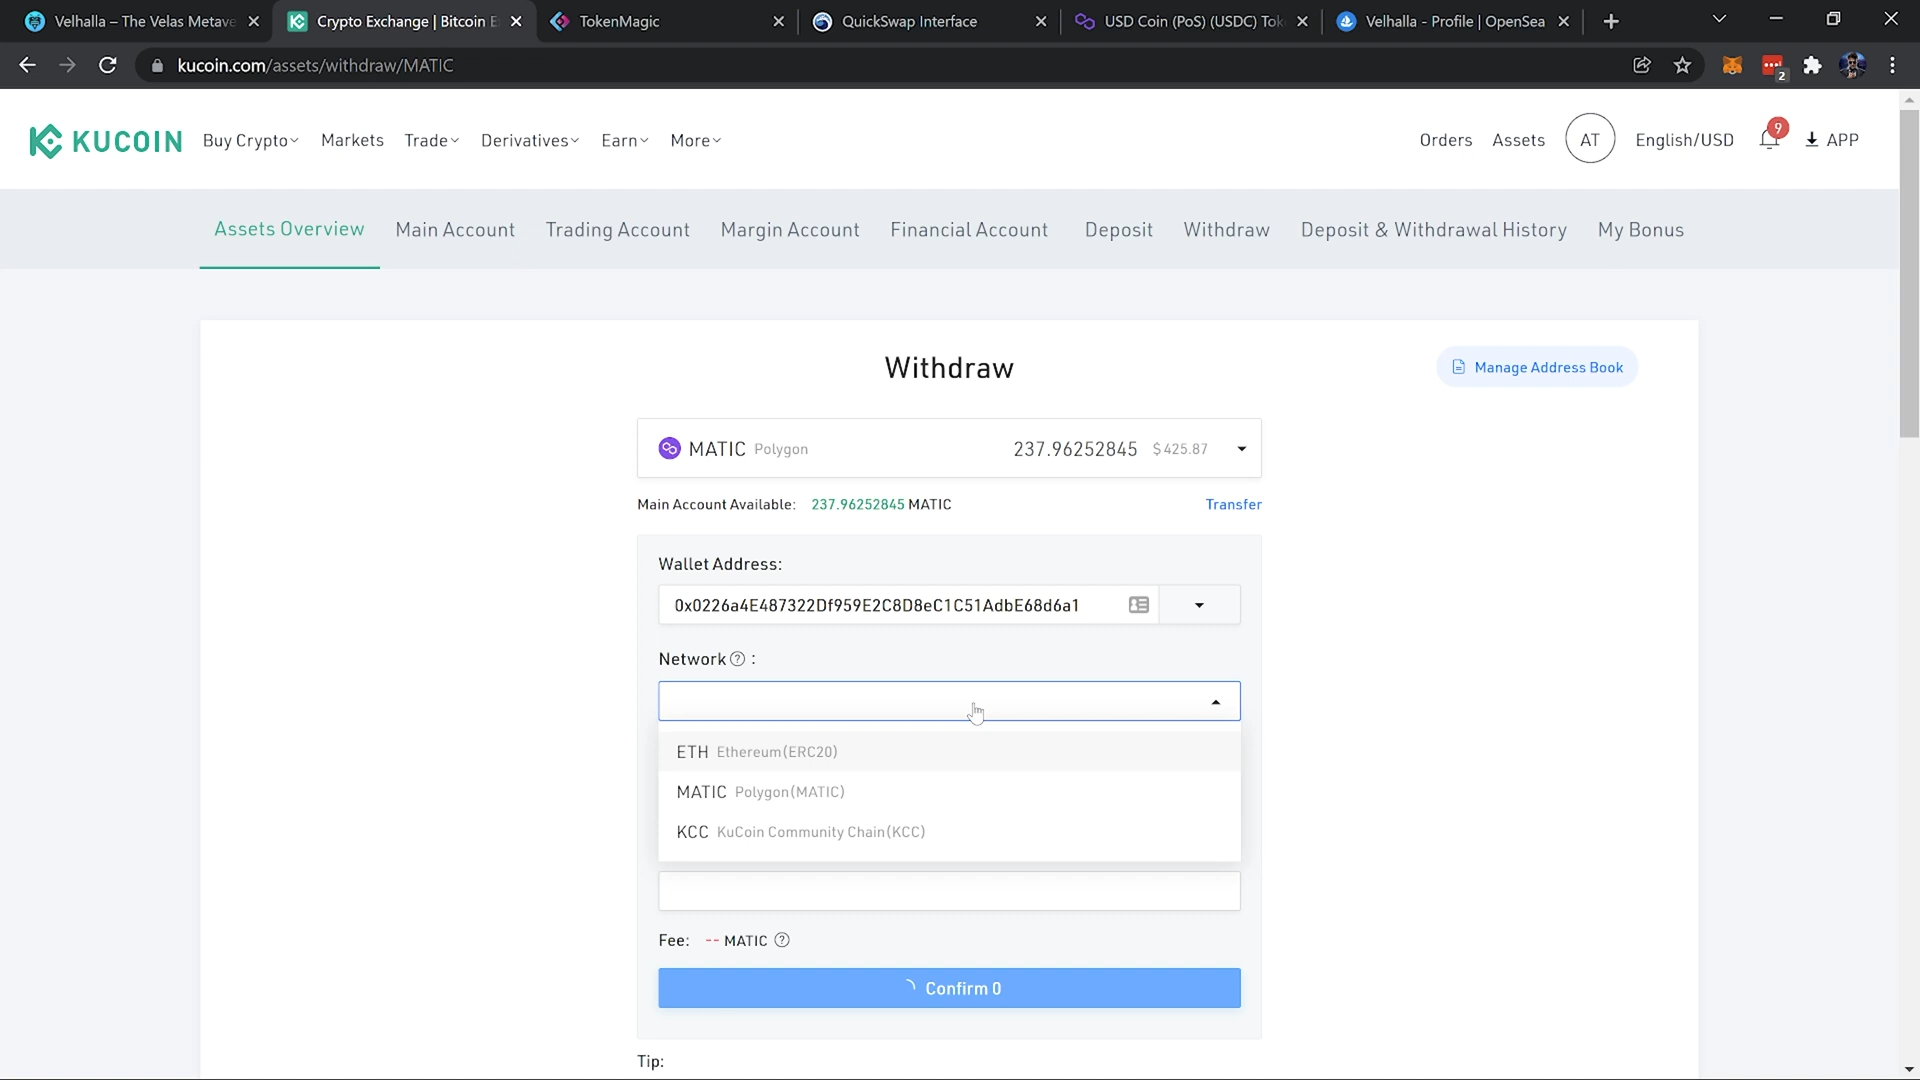 Velhalla – The Velas Metave
Crypto Exchange | Bitcoin E
TokenMagic
QuickSwap Interface
USD Coin (PoS) (USDC) Tok
Velhalla - Profile | OpenSea
kucoin.com/assets/withdraw/MATIC
2
KUCOIN
Buy Crypto
Markets
Trade
Derivatives
Earn
More
Orders
Assets
AT
English/USD
9
APP
Assets Overview
Main Account
Trading Account
Margin Account
Financial Account
Deposit
Withdraw
Deposit & Withdrawal History
My Bonus
Withdraw
Manage Address Book
MATIC Polygon
237.96252845 $ 425.87
Main Account Available: 237.96252845 MATIC
Transfer
Wallet Address:
0x0226a4E487322Df959E2C8D8eC1C51AdbE68d6a1
Network ? :
ETH Ethereum(ERC20)
MATIC Polygon(MATIC)
KCC KuCoin Community Chain(KCC)
Fee: -- MATIC ?
Confirm 0
Tip: